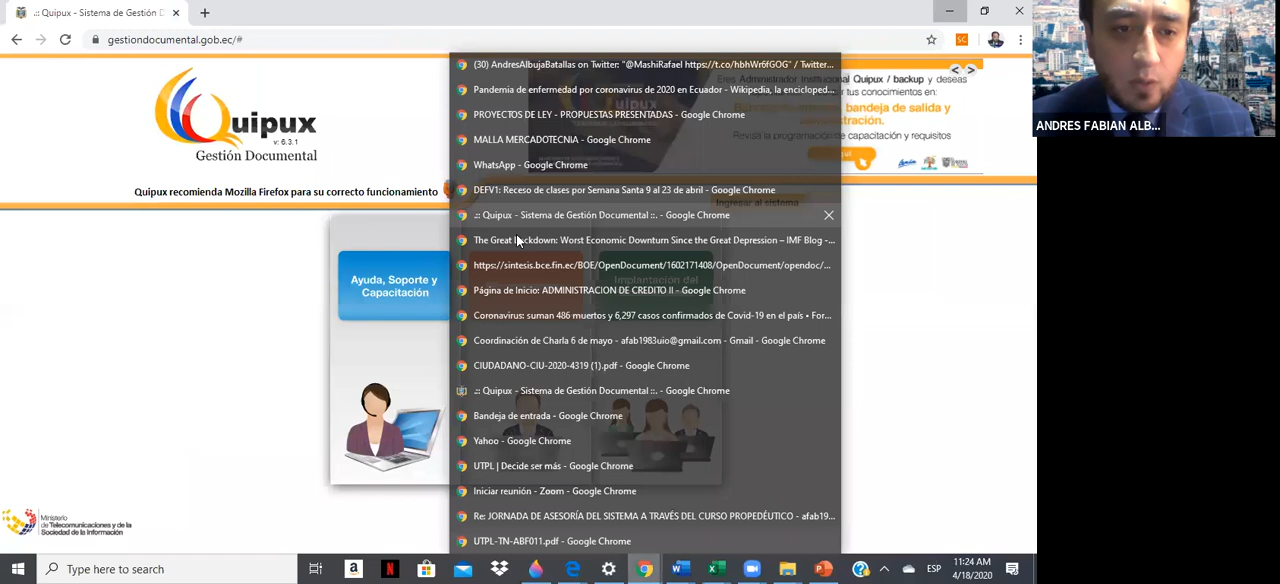 .:: Quipux - Sistema de Gestión D
gestiondocumental.gob.ec/#
SC
Quipux
v: 6.3.1
Gestión Documental
Quipux recomienda Mozilla Firefox para su correcto funcionamiento
Eres Administrador Institucional Quipux / backup y deseas
tus conocimientos en:
bandeja de salida y
Revisa la programación de capacitación y requisitos
Ingresar al sistema
Ayuda, Soporte y
Capacitación
Implantación del
(30) AndresAlbujaBatallas on Twitter: "@MashiRafael https://t.co/hbhWr6fGOG" / Twitter...
Pandemia de enfermedad por coronavirus de 2020 en Ecuador - Wikipedia, la encicloped...
PROYECTOS DE LEY - PROPUESTAS PRESENTADAS - Google Chrome
MALLA MERCADOTECNIA - Google Chrome
WhatsApp - Google Chrome
DEFV1: Receso de clases por Semana Santa 9 al 23 de abril - Google Chrome
.:: Quipux - Sistema de Gestión Documental ::. - Google Chrome
The Great Lockdown: Worst Economic Downturn Since the Great Depression – IMF Blog -...
https://sintesis.bce.fin.ec/BOE/OpenDocument/1602171408/OpenDocument/opendoc/...
Página de Inicio: ADMINISTRACION DE CREDITO II - Google Chrome
Coronavirus: suman 486 muertos y 6,297 casos confirmados de Covid-19 en el país • For...
Coordinación de Charla 6 de mayo - afab1983uio@gmail.com - Gmail - Google Chrome
CIUDADANO-CIU-2020-4319 (1).pdf - Google Chrome
.:: Quipux - Sistema de Gestión Documental ::. - Google Chrome
Bandeja de entrada - Google Chrome
Yahoo - Google Chrome
UTPL | Decide ser más - Google Chrome
Iniciar reunión - Zoom - Google Chrome
Re: JORNADA DE ASESORÍA DEL SISTEMA A TRAVÉS DEL CURSO PROPEDÉUTICO - afab19...
UTPL-TN-ABF011.pdf - Google Chrome
ANDRES FABIAN ALB...
Ministerio
de Telecomunicaciones y de la
Sociedad de la Información
Type here to search
ESP
11:24 AM
4/18/2020